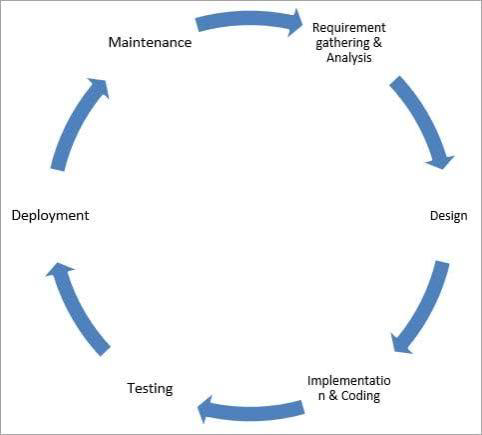 Maintenance
Requirement
gathering &
Analysis
Deployment
Design
Testing
Implementatio
n & Coding